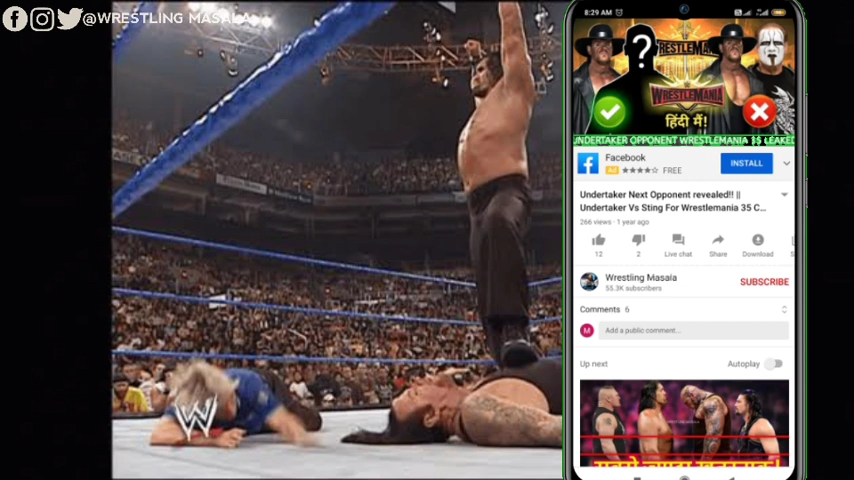 @WRESTLING MASALA
8:29 AM
WRESTLEMANIA
हिंदी में!
UNDERTAKER OPPONENT WRESTLEMANIA 35 LEAKED
Facebook
Ad
FREE
INSTALL
Undertaker Next Opponent revealed!! ||
Undertaker Vs Sting For Wrestlemania 35 C...
266 views · 1 year ago
12
2
Live chat
Share
Download
Wrestling Masala
55.3K subscribers
SUBSCRIBE
Comments 6
M
Add a public comment...
Up next
Autoplay
W